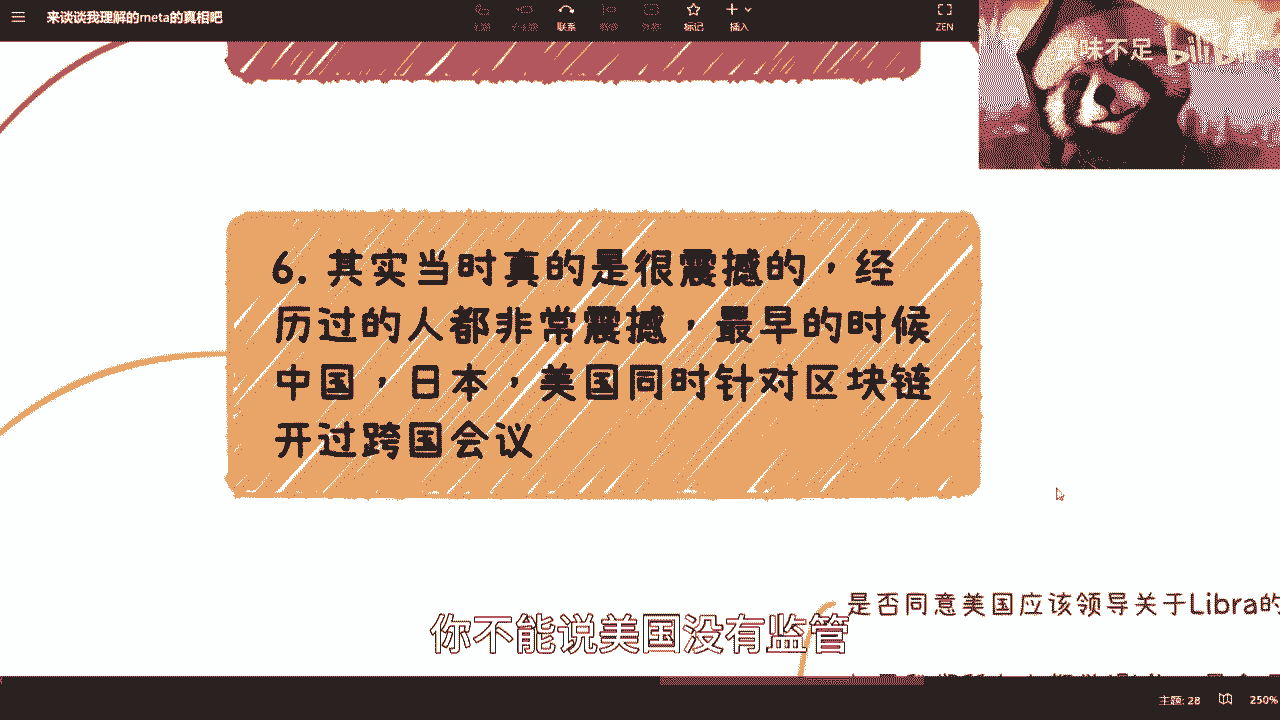 来谈谈我理解的meta的真相吧
联系
标记
插入
ZEN
味不足 bilibili
6. 其实当时真的是很震撼的，经
历过的人都非常震撼，最早的时候
中国，日本，美国同时针对区块链
开过跨国会议
是否同意美国应该领导关于Libra的
你不能说美国没有监管
主题: 28
250%